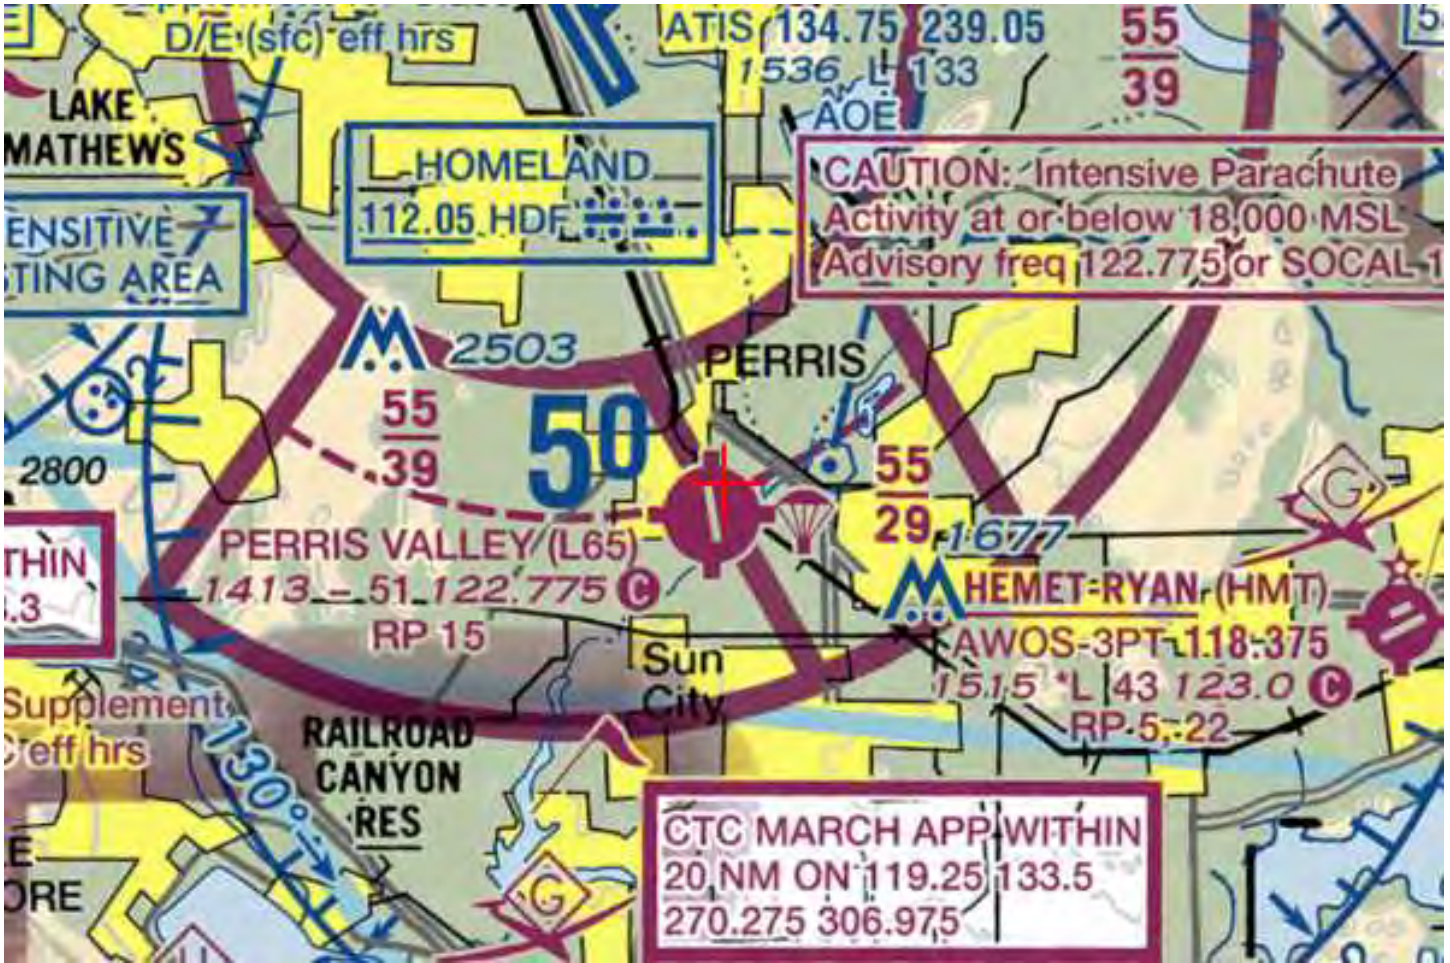 D/E (sfc) eff hrs
ATIS 134.75 239.05
1536 L 133
AOE
55
39
LAKE
MATHEWS
HOMELAND
112.05 HDF
CAUTION: Intensive Parachute
Activity at or below 18,000 MSL
Advisory freq 122.775 or SOCAL 1
ENSITIVE
TING AREA
2503
PERRIS
55
39
50
55
29
2800
G
1677
THIN
.3
PERRIS VALLEY (L65)
1413 - 51 122.775 C
RP 15
HEMET-RYAN (HMT)
AWOS-3PT 118.375
1515 *L 43 123.0 C
RP 5, 22
Sun
City
Supplement
C eff hrs
RAILROAD
CANYON
RES
130°
E
ORE
G
CTC MARCH APP WITHIN
20 NM ON 119.25 133.5
270.275 306.975